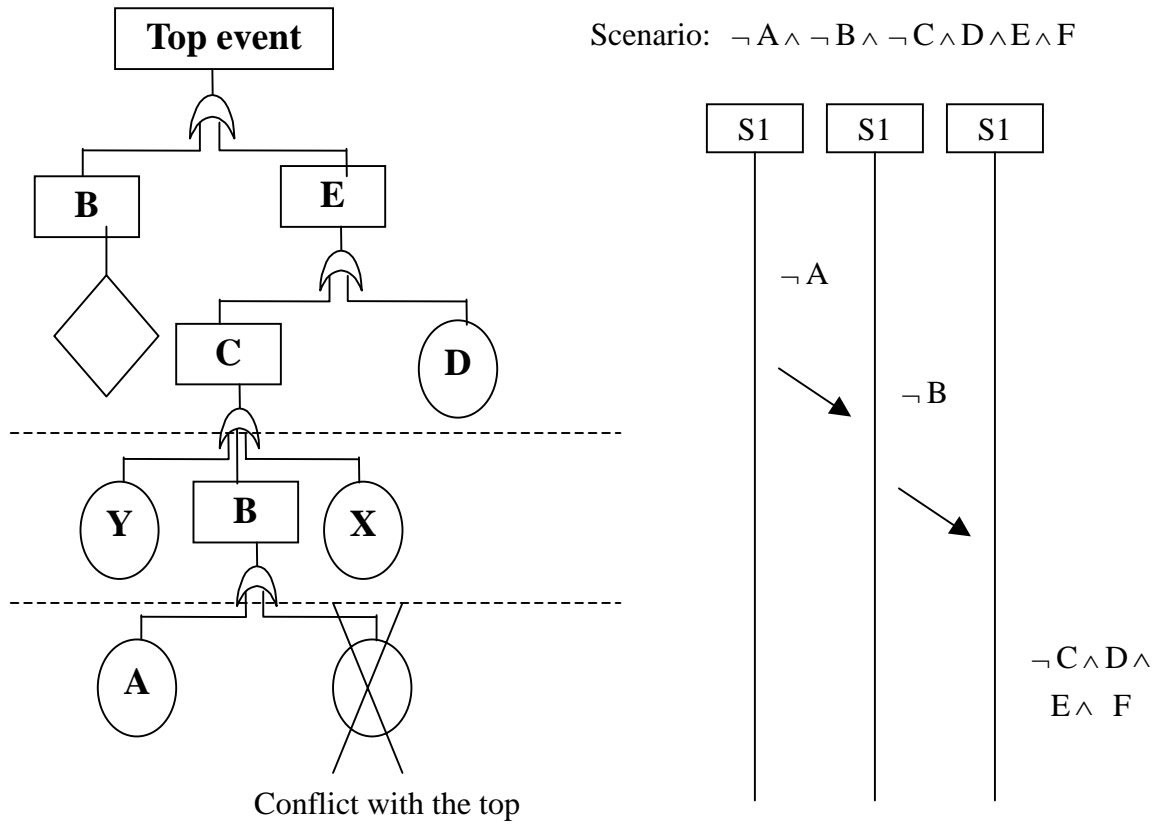 Top event
Scenario: ¬ A ∧ ¬ B ∧ ¬ C ∧ D ∧ E ∧ F
S1 S1 S1
B
E
¬ A
C
D
¬ B
Y
B
X
A
¬ C ∧ D ∧
E ∧ F
Conflict with the top